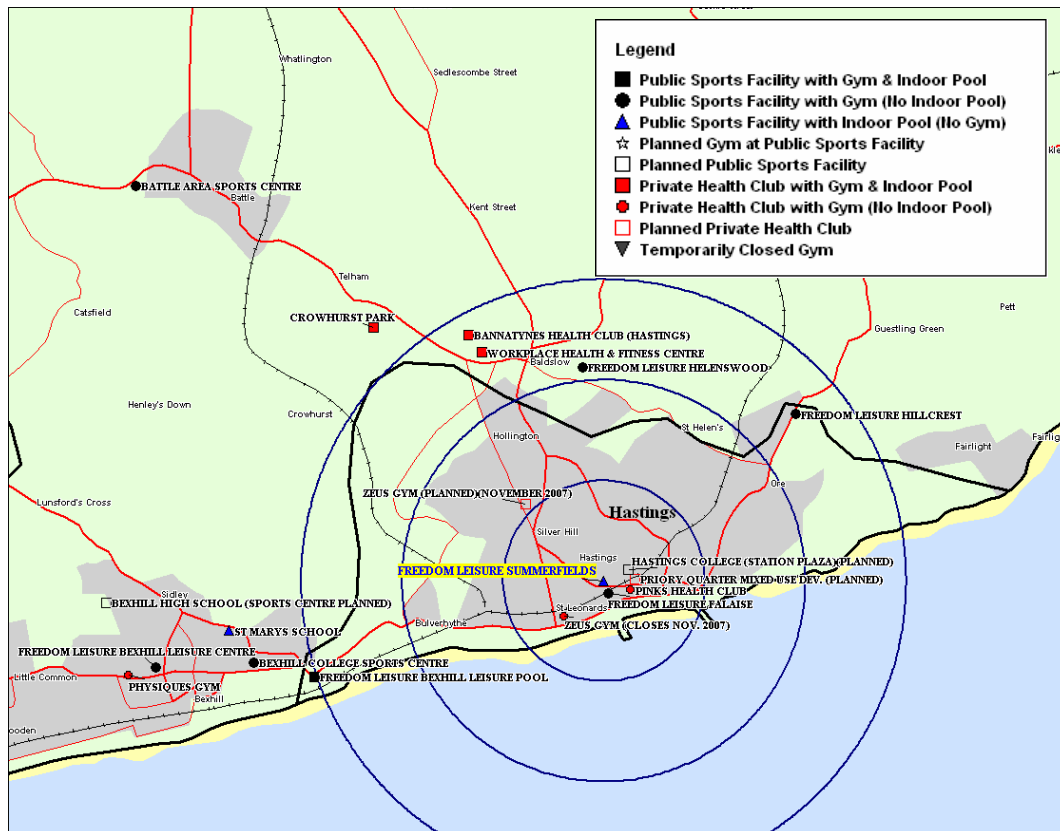 Legend
Public Sports Facility with Gym & Indoor Pool
Public Sports Facility with Gym (No Indoor Pool)
Public Sports Facility with Indoor Pool (No Gym)
Planned Gym at Public Sports Facility
Planned Public Sports Facility
Private Health Club with Gym & Indoor Pool
Private Health Club with Gym (No Indoor Pool)
Planned Private Health Club
Temporarily Closed Gym
Whatlington
Sedlescombe Street
BATTLE AREA SPORTS CENTRE
Battle
Kent Street
Telham
Catsfield
CROWHURST PARK
Pett
Guestling Green
BANNATYNES HEALTH CLUB (HASTINGS)
WORKPLACE HEALTH & FITNESS CENTRE
Baldslow
FREEDOM LEISURE HELENSWOOD
Henley's Down
Crowhurst
FREEDOM LEISURE HILLCREST
St Helen's
Hollington
Fairlight
Ore
ZEUS GYM (PLANNED)(NOVEMBER 2007)
Lunsford's Cross
Hastings
Silver Hill
Hastings
HASTINGS COLLEGE (STATION PLAZA)(PLANNED)
FREEDOM LEISURE SUMMERFIELDS
PRIORY QUARTER MIXED-USE DEV. (PLANNED)
PINKS HEALTH CLUB
Sidley
BEXHILL HIGH SCHOOL (SPORTS CENTRE PLANNED)
FREEDOM LEISURE FALAISE
St Leonards
ZEUS GYM (CLOSES NOV. 2007)
Bulverhythe
ST MARYS SCHOOL
FREEDOM LEISURE BEXHILL LEISURE CENTRE
BEXHILL COLLEGE SPORTS CENTRE
Little Common
FREEDOM LEISURE BEXHILL LEISURE POOL
PHYSIQUES GYM
Bexhill